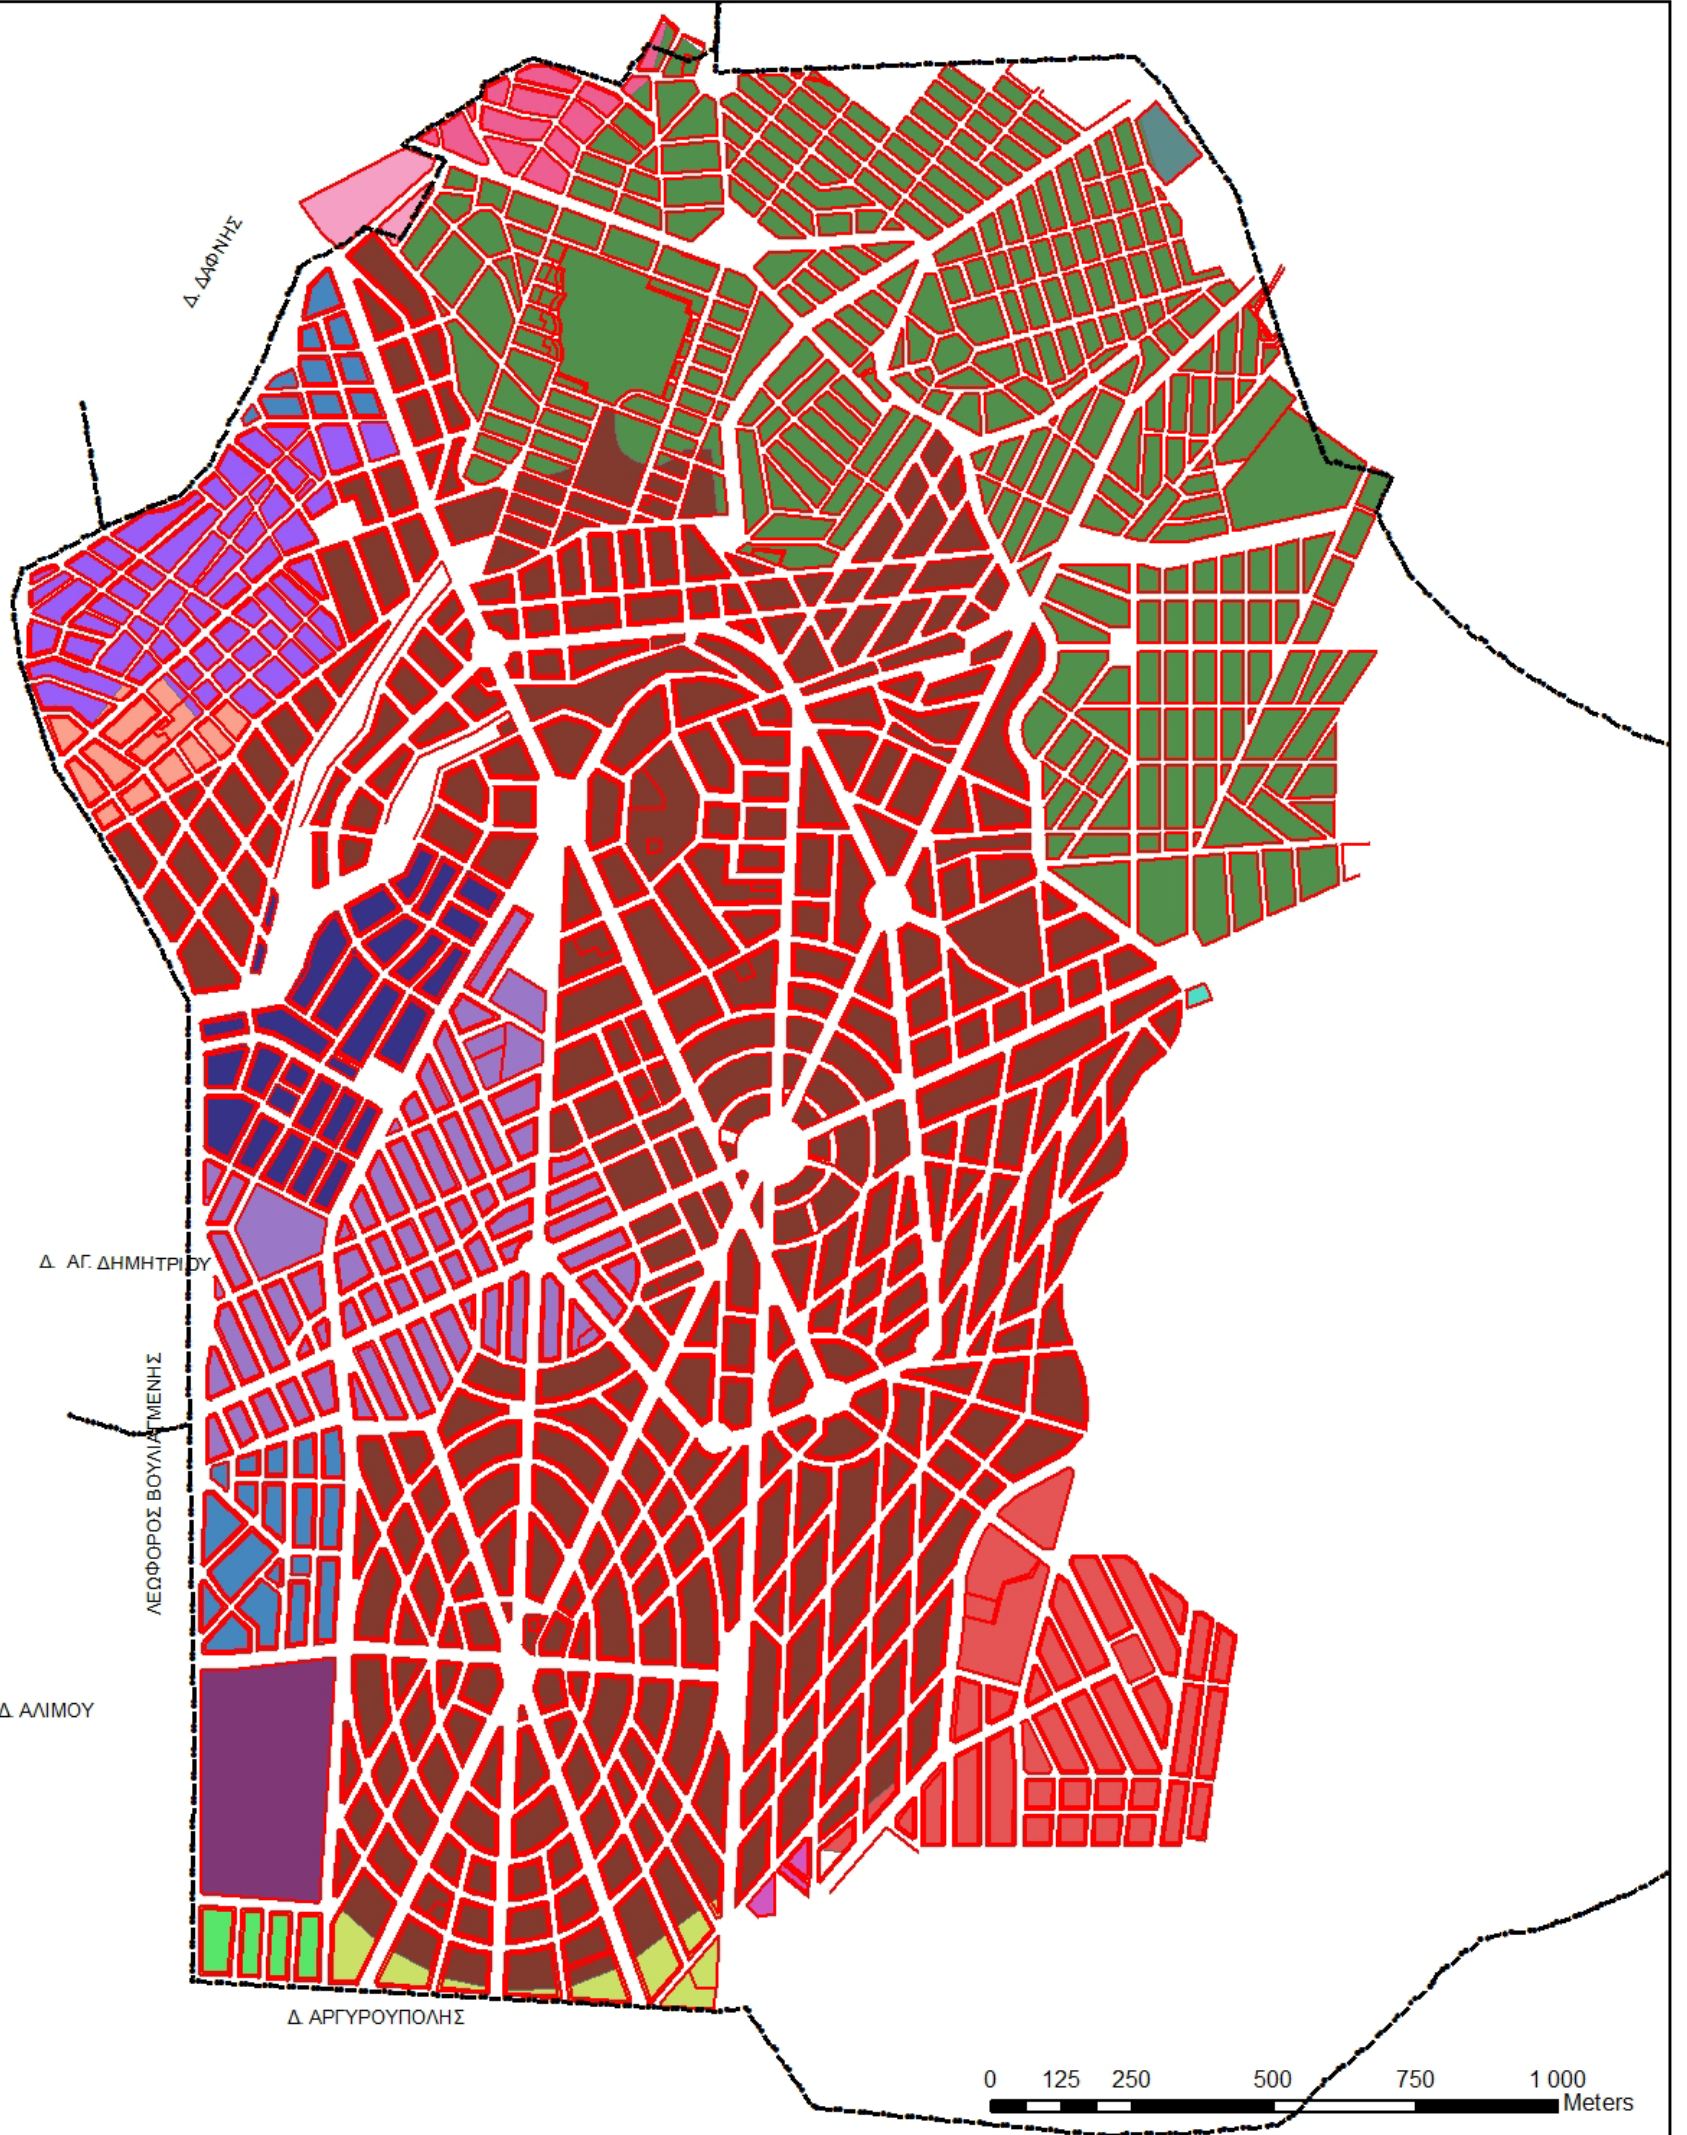 Δ. ΔΑΦΝΗΣ
Δ. ΑΓ. ΔΗΜΗΤΡΙΟΥ
ΛΕΩΦΟΡΟΣ ΒΟΥΛΙΑΓΜΕΝΗΣ
Δ. ΑΛΙΜΟΥ
Δ. ΑΡΓΥΡΟΥΠΟΛΗΣ
0 125 250 500 750 1 000
Meters